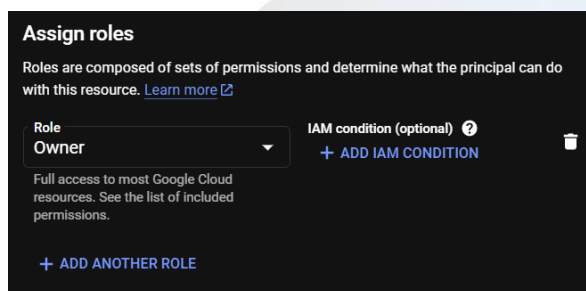 Assign roles
Roles are composed of sets of permissions and determine what the principal can do
with this resource. Learn more
Role
Owner
IAM condition (optional)
+ ADD IAM CONDITION
Full access to most Google Cloud
resources. See the list of included
permissions.
+ ADD ANOTHER ROLE